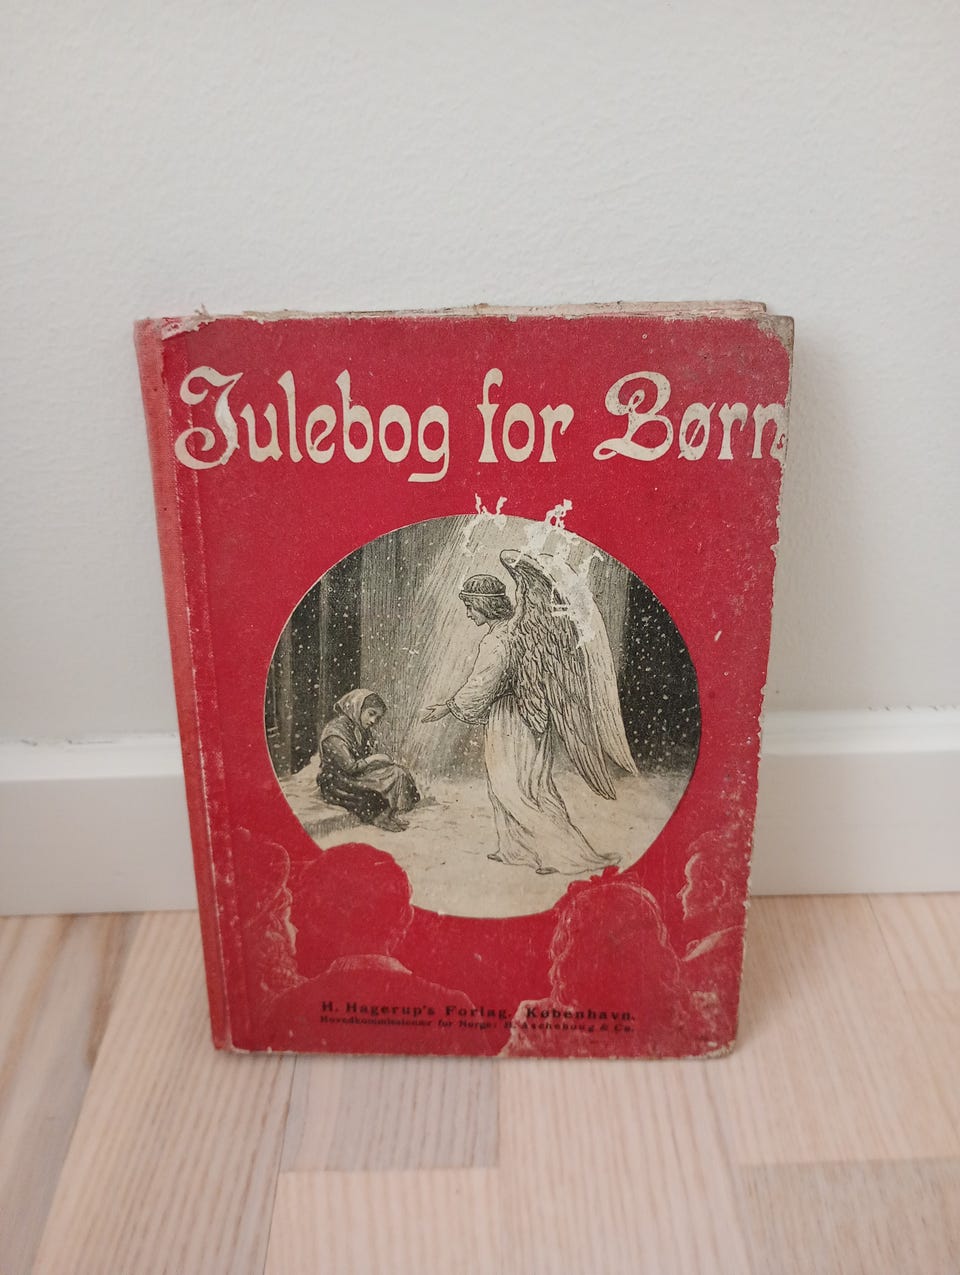 Julebog for Børn
H. Hagerup's Forlag, København.
Hovedkommissionær for Norge: H. Aschehoug & Co.